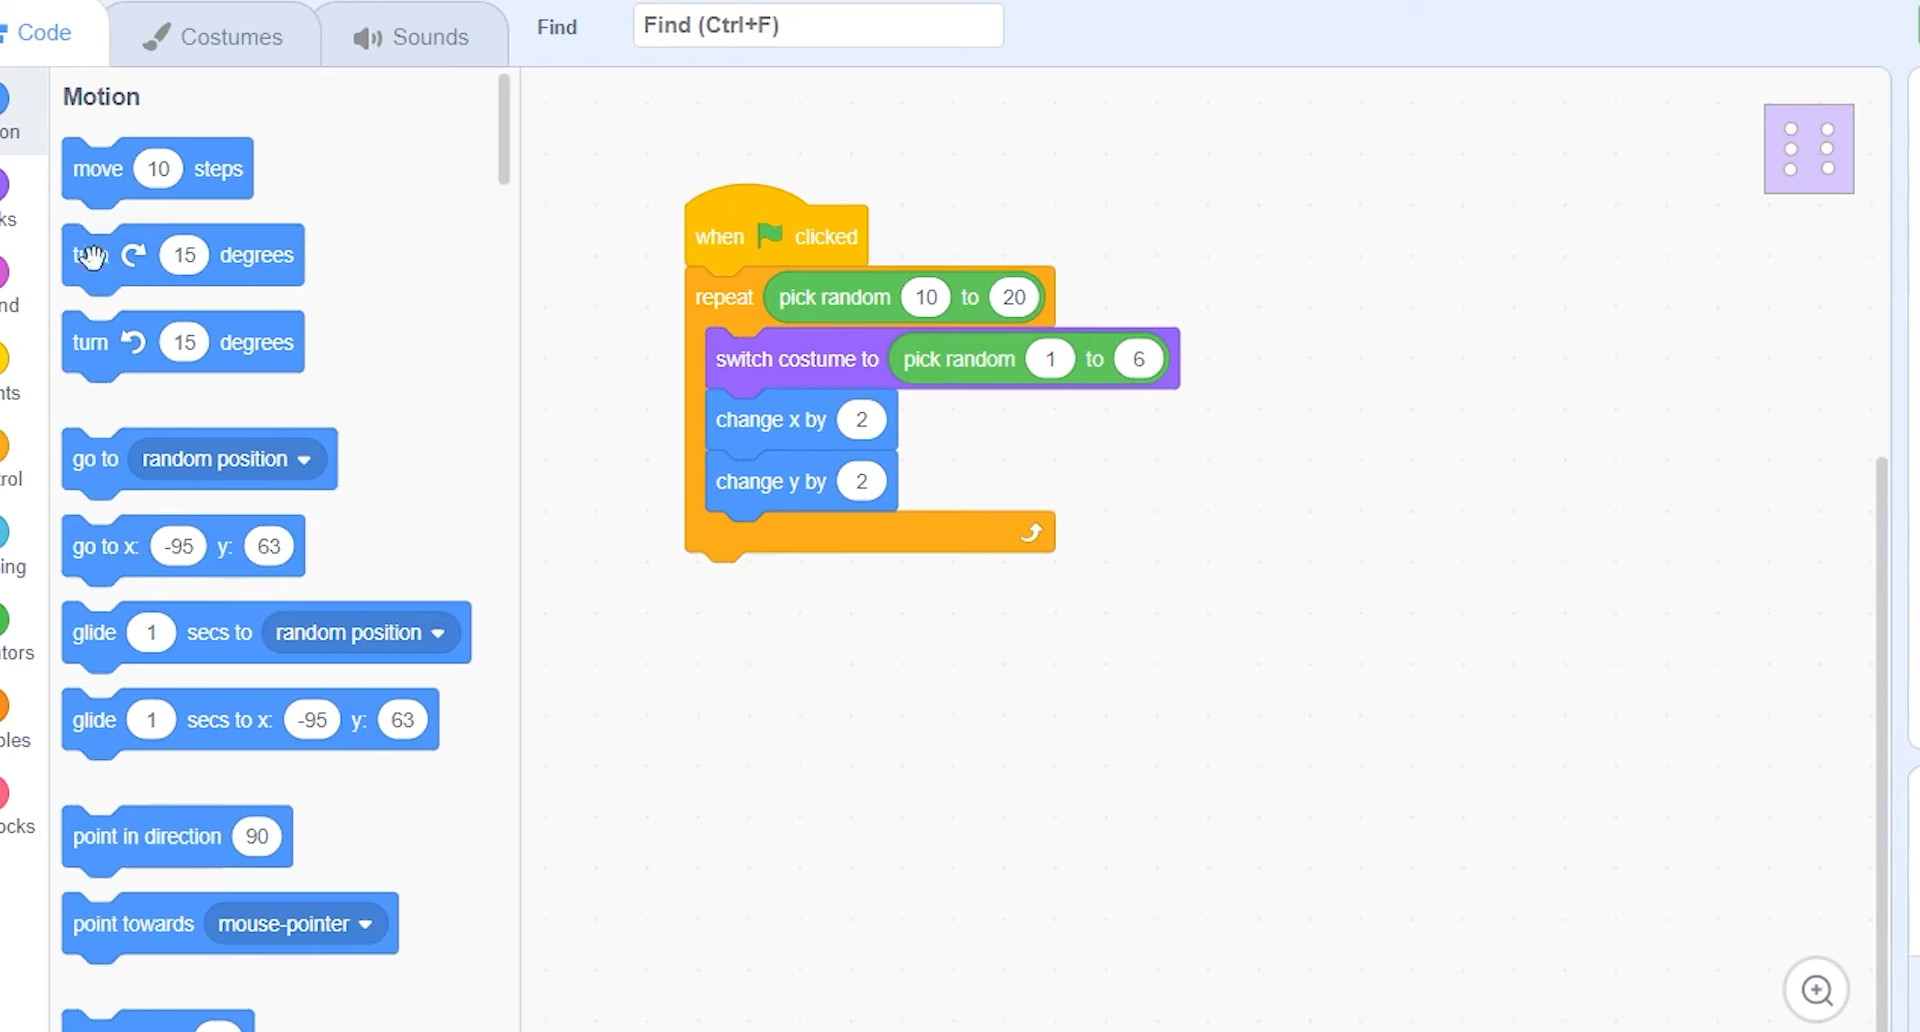 Code
Costumes
Sounds
Find
Find (Ctrl+F)
Motion
move 10 steps
15 degrees
turn 15 degrees
go to random position
go to x: -95 y: 63
glide 1 secs to random position
glide 1 secs to x: -95 y: 63
point in direction 90
point towards mouse-pointer
on
ks
nd
nts
rol
ing
tors
bles
ocks
when clicked
repeat pick random 10 to 20
switch costume to pick random 1 to 6
change x by 2
change y by 2